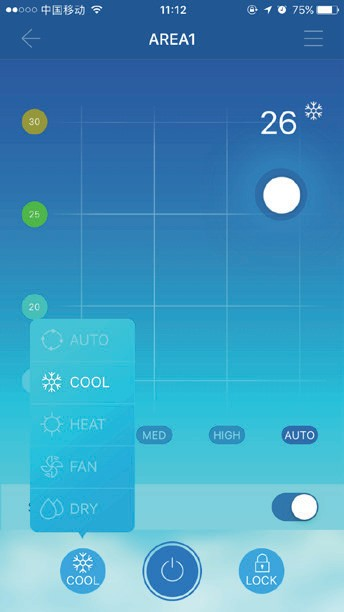 中国移动 11:12 75%
AREA1
26
30
25
20
AUTO
COOL
HEAT
FAN
DRY
MED HIGH AUTO
COOL LOCK